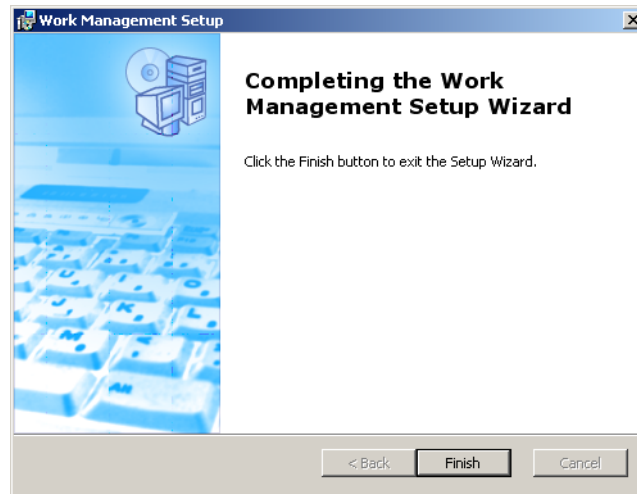 Work Management Setup
Completing the Work
Management Setup Wizard
Click the Finish button to exit the Setup Wizard.
U
I
O
J
K
L
M
Alt
< Back
Finish
Cancel